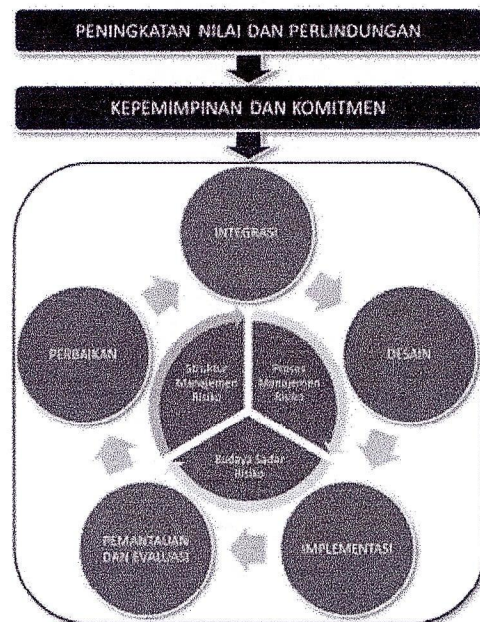 PENINGKATAN NILAI DAN PERLINDUNGAN
KEPEMIMPINAN DAN KOMITMEN
INTEGRASI
PERBAIKAN
DESAIN
Struktur
Manajemen
Risiko
Proses
Manajemen
Risiko
Budaya Sadar
Risiko
PEMANTAUAN
DAN EVALUASI
IMPLEMENTASI